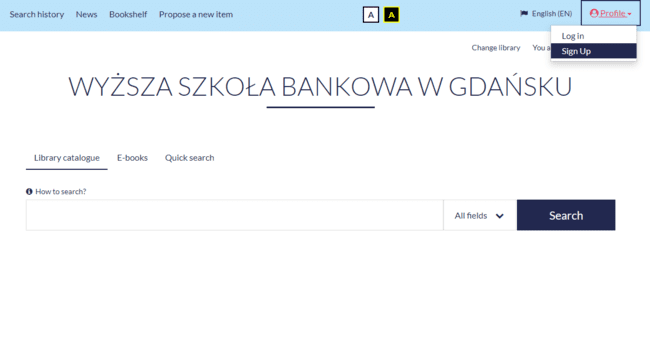 Search history News Bookshelf Propose a new item A A English (EN) Profile
Log in
Sign Up
Change library You a
WYŻSZA SZKOŁA BANKOWA W GDAŃSKU
Library catalogue E-books Quick search
How to search?
All fields Search